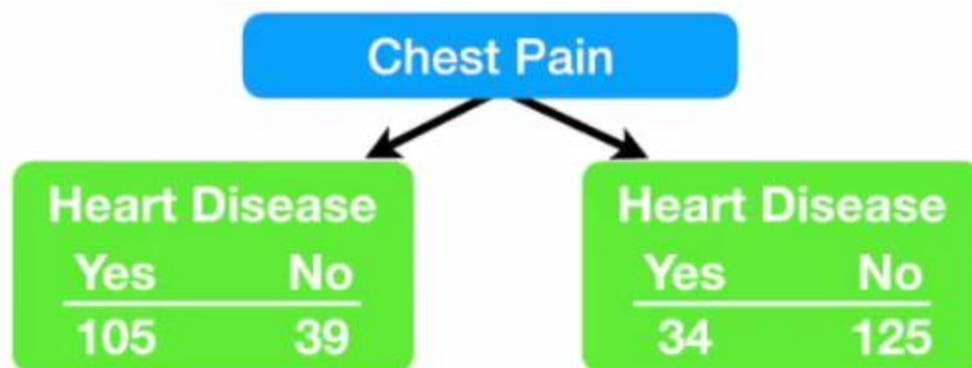 Chest Pain
Heart Disease
Yes No
105 39
Heart Disease
Yes No
34 125